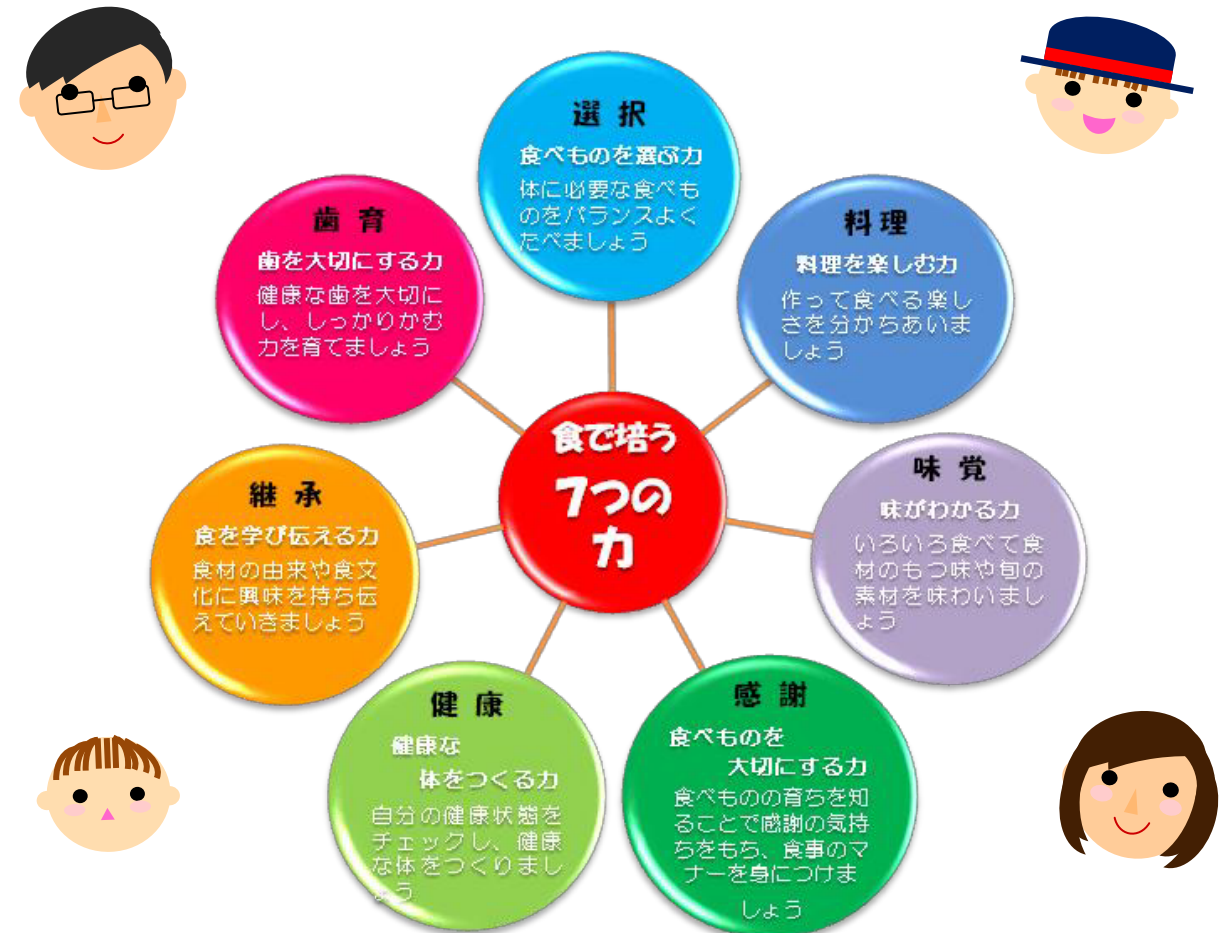 選 択
食べものを選ぶ力
体に必要な食べも
のをバランスよく
たべましょう
料 理
料理を楽しむ力
作って食べる楽し
さを分かちあいま
しょう
味 覚
味がわかる力
いろいろ食べて食
材のもつ味や旬の
素材を味わいまし
ょう
感 謝
食べものを
大切にする力
食べものの育ちを知
ることで感謝の気持
ちをもち、食事のマ
ナーを身につけま
しょう
健 康
健康な
体をつくる力
自分の健康状態を
チェックし、健康
な体をつくりまし
ょう
継 承
食を学び伝える力
食材の由来や食文
化に興味を持ち伝
えていきましょう
歯 育
歯を大切にする力
健康な歯を大切に
し、しっかりかむ
力を育てましょう
食で培う
7つの
力